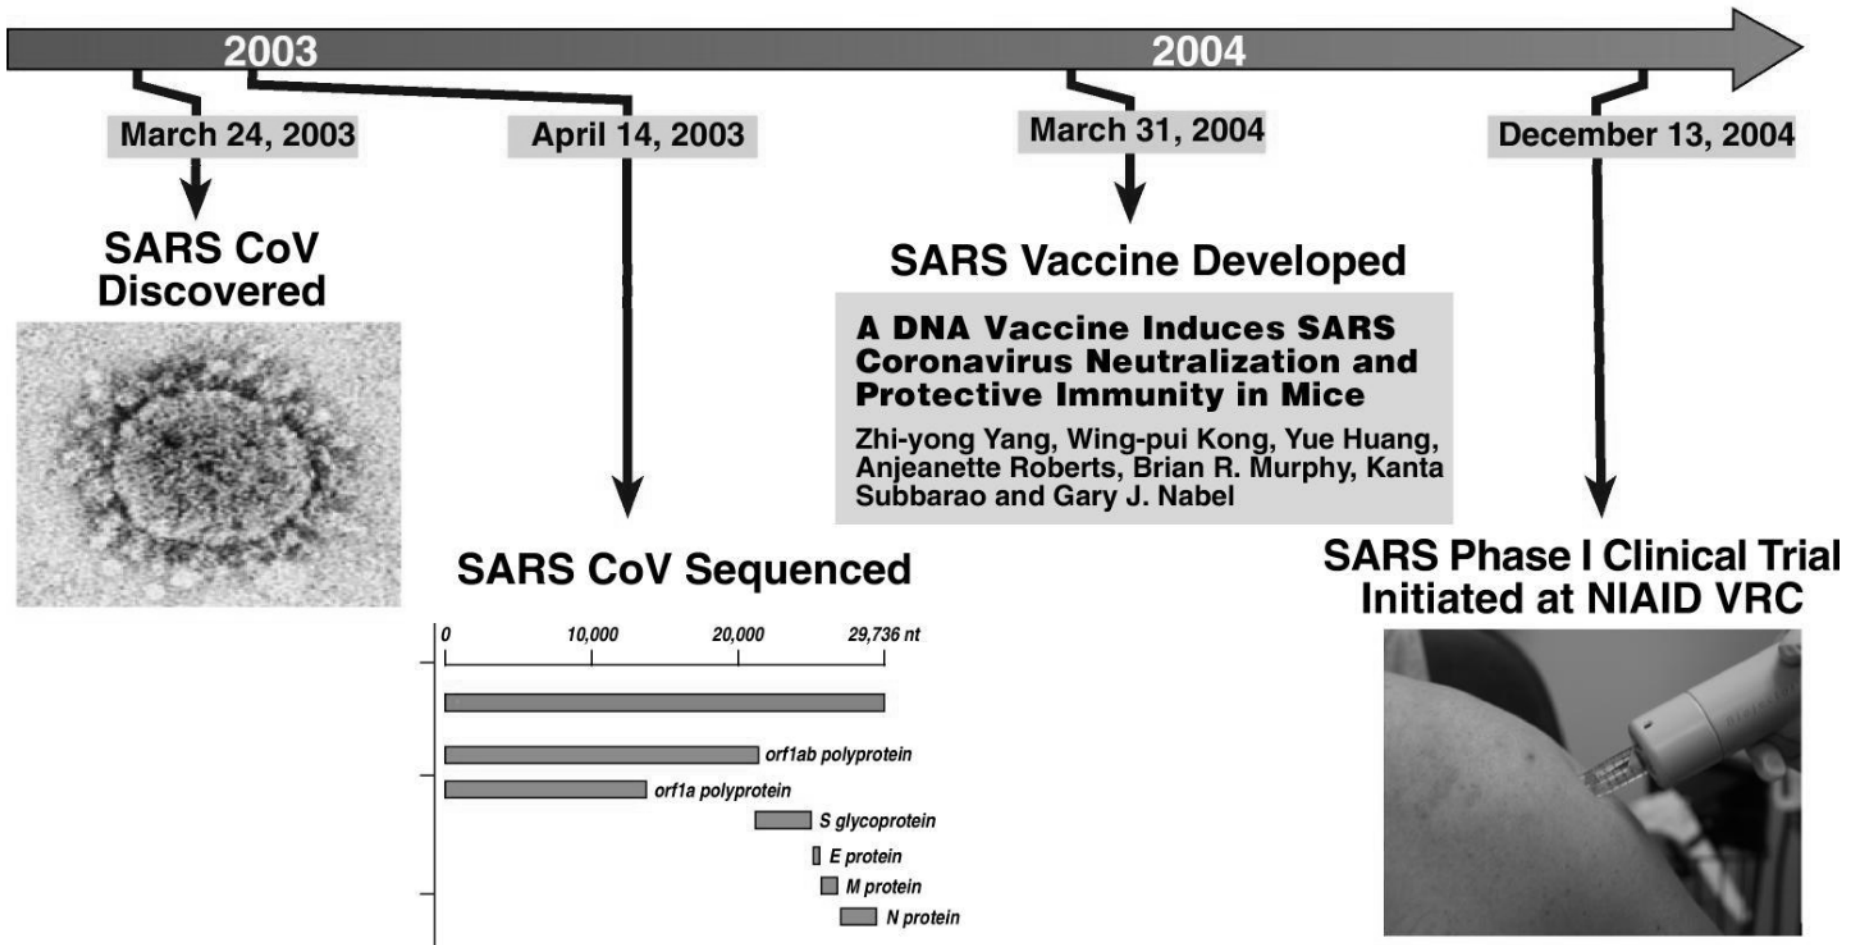 2003
2004
March 24, 2003
April 14, 2003
March 31, 2004
December 13, 2004
SARS CoV
Discovered
SARS CoV Sequenced
0
10,000
20,000
29,736 nt
orf1ab polyprotein
orf1a polyprotein
S glycoprotein
E protein
M protein
N protein
SARS Vaccine Developed
A DNA Vaccine Induces SARS
Coronavirus Neutralization and
Protective Immunity in Mice
Zhi-yong Yang, Wing-pui Kong, Yue Huang,
Anjeanette Roberts, Brian R. Murphy, Kanta
Subbarao and Gary J. Nabel
SARS Phase I Clinical Trial
Initiated at NIAID VRC